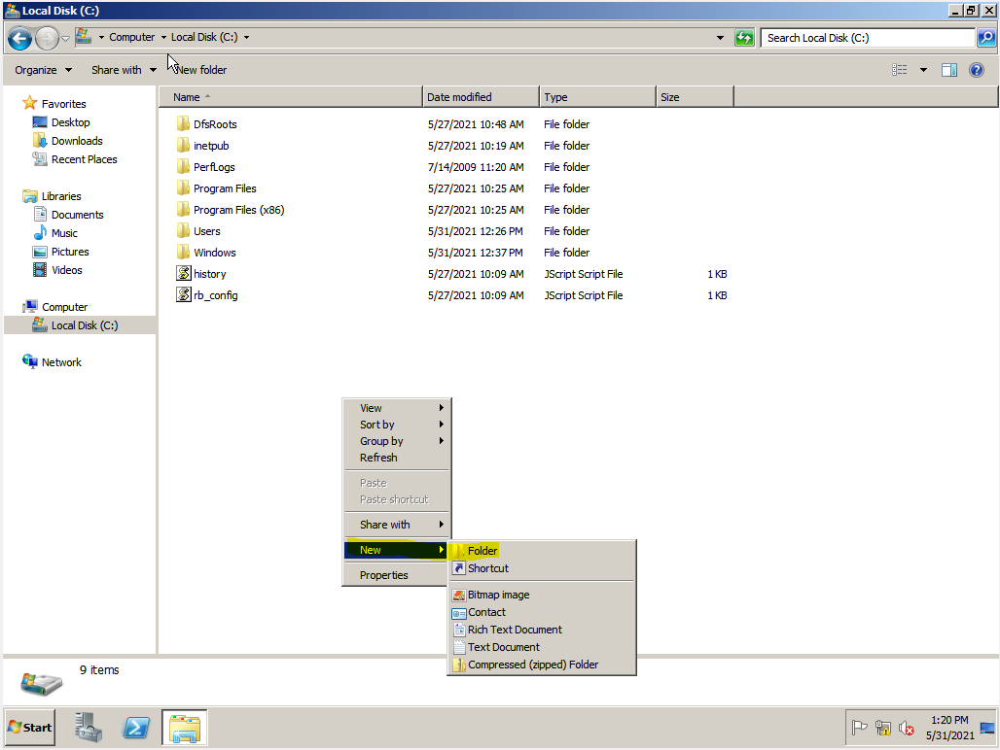 Local Disk (C:)
Computer Local Disk (C:) Search Local Disk (C:)
Organize Share with New folder
Name Date modified Type Size
Favorites
Desktop
Downloads
Recent Places
Libraries
Documents
Music
Pictures
Videos
Computer
Local Disk (C:)
Network
DfsRoots 5/27/2021 10:48 AM File folder
inetpub 5/27/2021 10:19 AM File folder
PerfLogs 7/14/2009 11:20 AM File folder
Program Files 5/27/2021 10:25 AM File folder
Program Files (x86) 5/27/2021 10:25 AM File folder
Users 5/31/2021 12:26 PM File folder
Windows 5/31/2021 12:37 PM File folder
history 5/27/2021 10:09 AM JScript Script File 1 KB
rb_config 5/27/2021 10:09 AM JScript Script File 1 KB
View
Sort by
Group by
Refresh
Paste
Paste shortcut
Share with
New
Properties
Folder
Shortcut
Bitmap image
Contact
Rich Text Document
Text Document
Compressed (zipped) Folder
9 items
Start
1:20 PM
5/31/2021